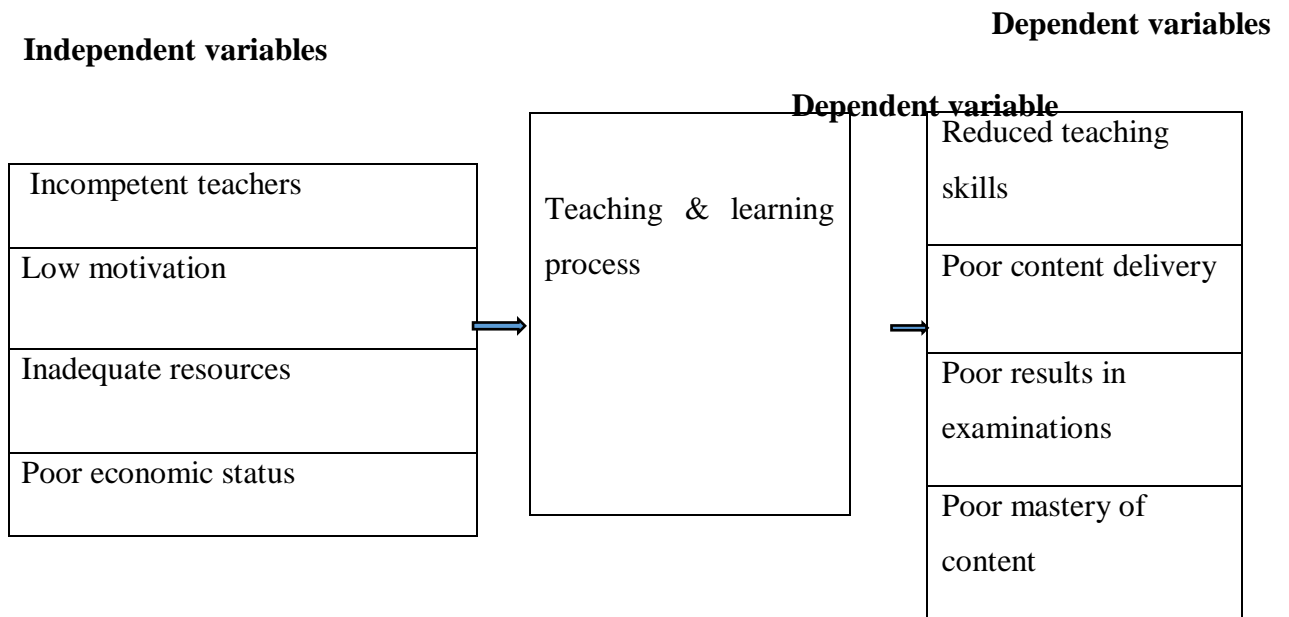 Dependent variables
Independent variables
Dependent variable
Incompetent teachers
Low motivation
Inadequate resources
Poor economic status
Teaching & learning
process
Reduced teaching
skills
Poor content delivery
Poor results in
examinations
Poor mastery of
content